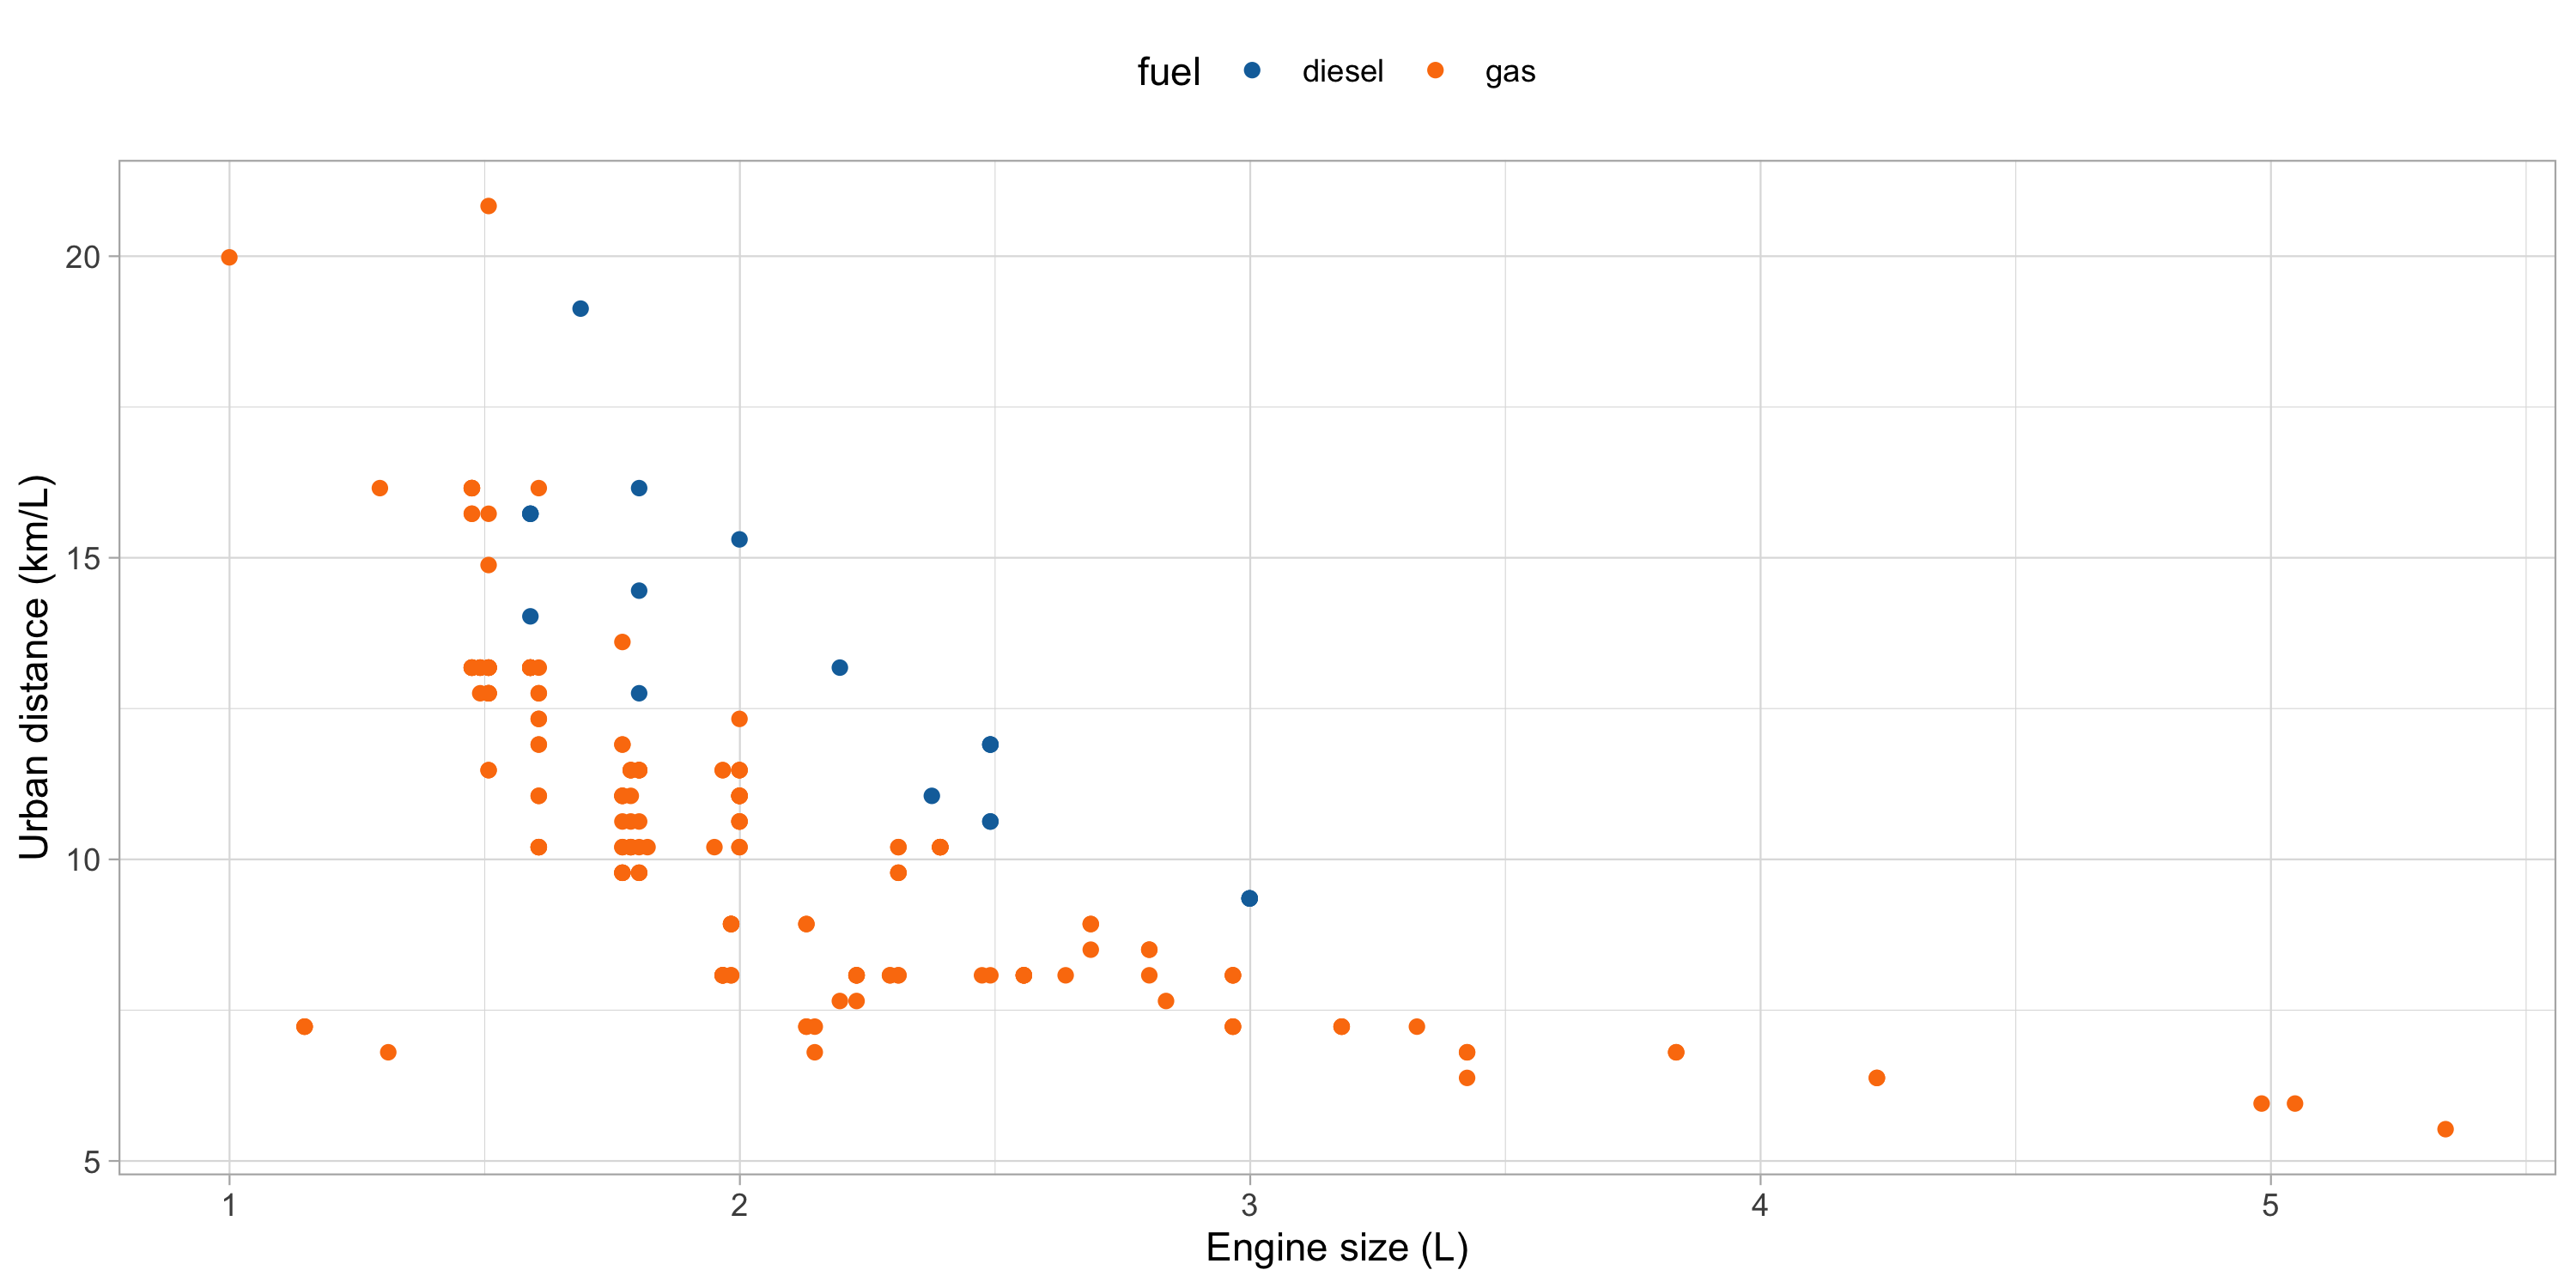 fuel diesel gas
Urban distance (km/L)
20
15
10
5
1 2 3 4 5
Engine size (L)